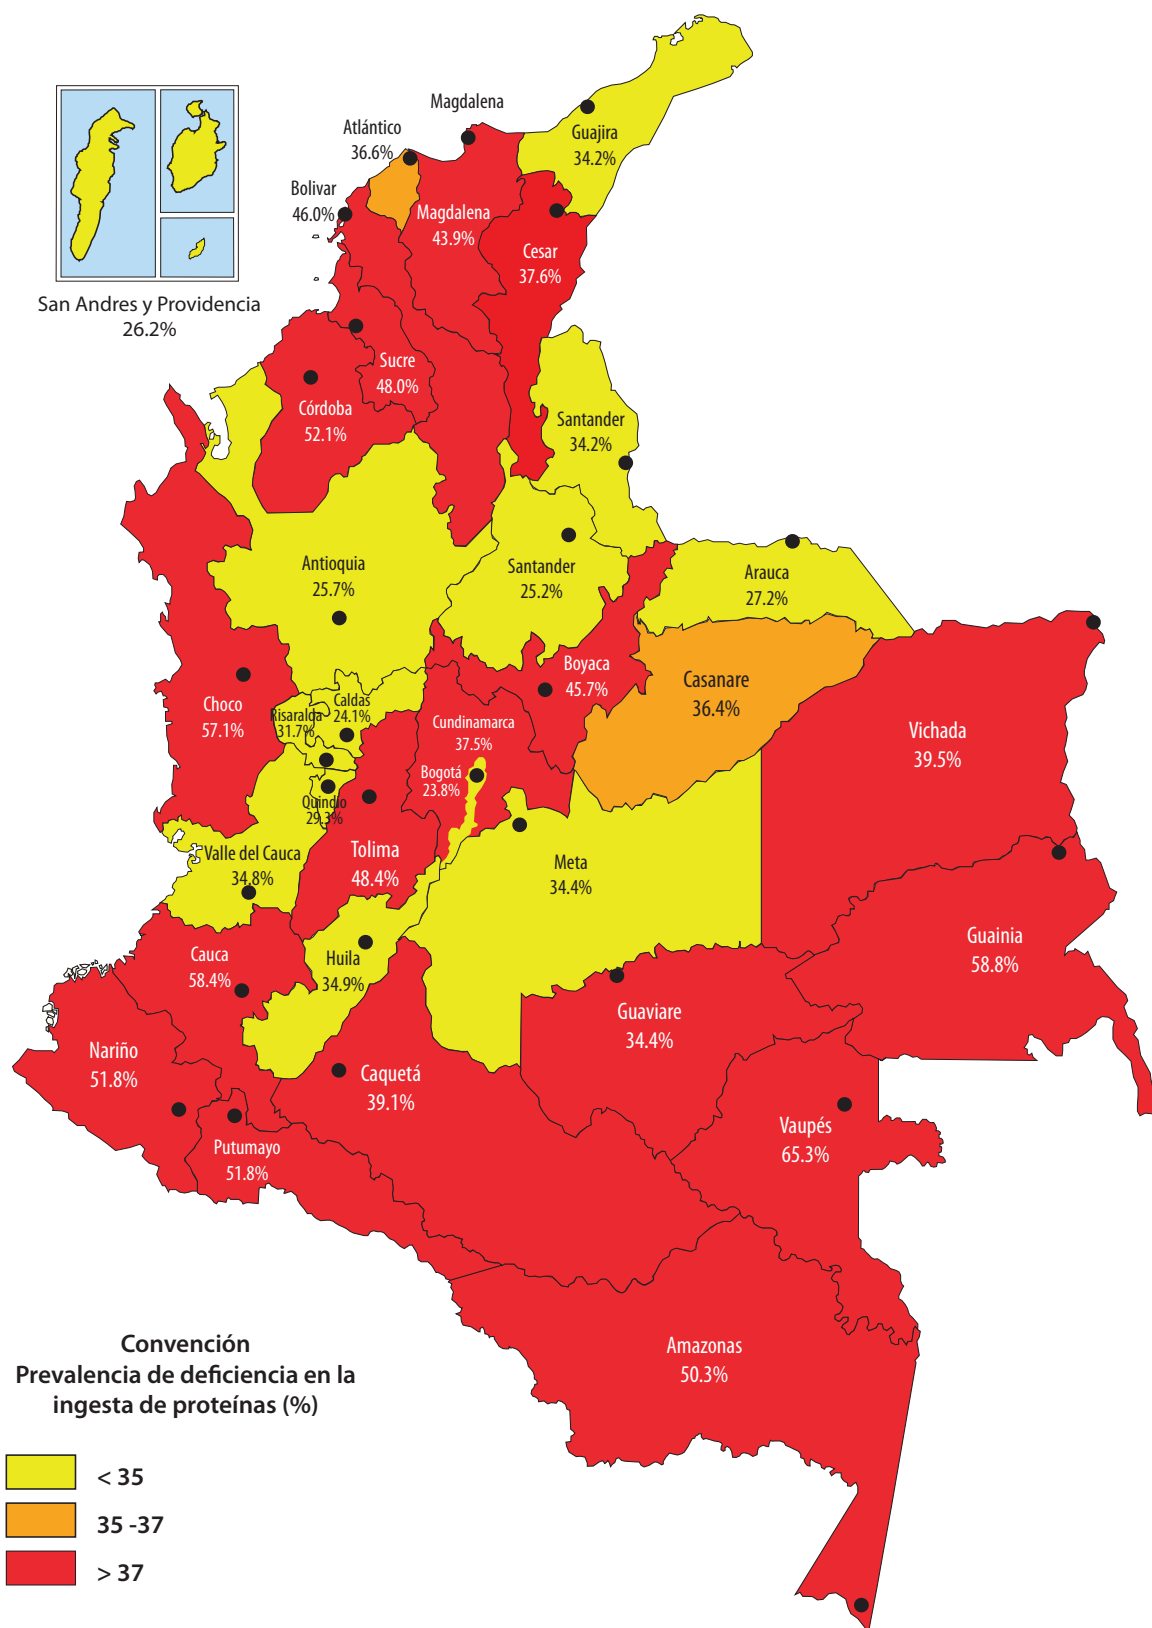 Magdalena
Atlántico
36.6%
Guajira
34.2%
Bolivar
46.0%
Magdalena
43.9%
Cesar
37.6%
San Andres y Providencia
26.2%
Sucre
48.0%
Córdoba
52.1%
Santander
34.2%
Antioquia
25.7%
Santander
25.2%
Arauca
27.2%
Boyaca
45.7%
Casanare
36.4%
Choco
57.1%
Caldas
24.1%
Risaralda
31.7%
Cundinamarca
37.5%
Vichada
39.5%
Bogotá
23.8%
Quindio
29.3%
Tolima
48.4%
Valle del Cauca
34.8%
Meta
34.4%
Cauca
58.4%
Huila
34.9%
Guainia
58.8%
Guaviare
34.4%
Nariño
51.8%
Caquetá
39.1%
Vaupés
65.3%
Putumayo
51.8%
Amazonas
50.3%
Convención
Prevalencia de deficiencia en la
ingesta de proteínas (%)
< 35
35 -37
> 37